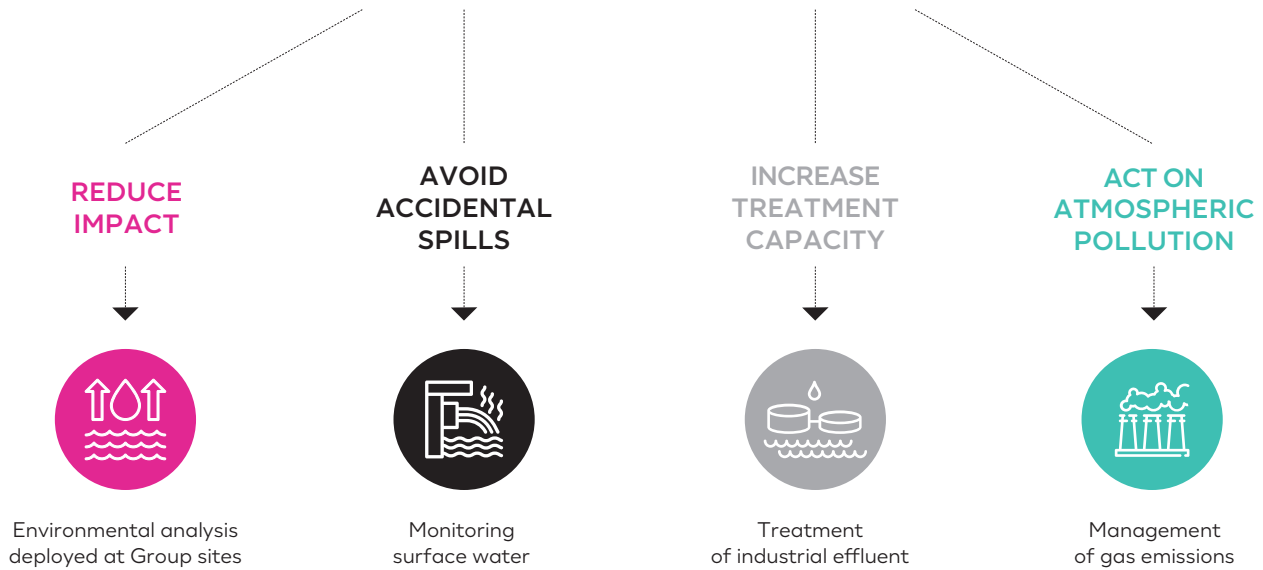 REDUCE
IMPACT
AVOID
ACCIDENTAL
SPILLS
INCREASE
TREATMENT
CAPACITY
ACT ON
ATMOSPHERIC
POLLUTION
Environmental analysis
deployed at Group sites
Monitoring
surface water
Treatment
of industrial effluent
Management
of gas emissions